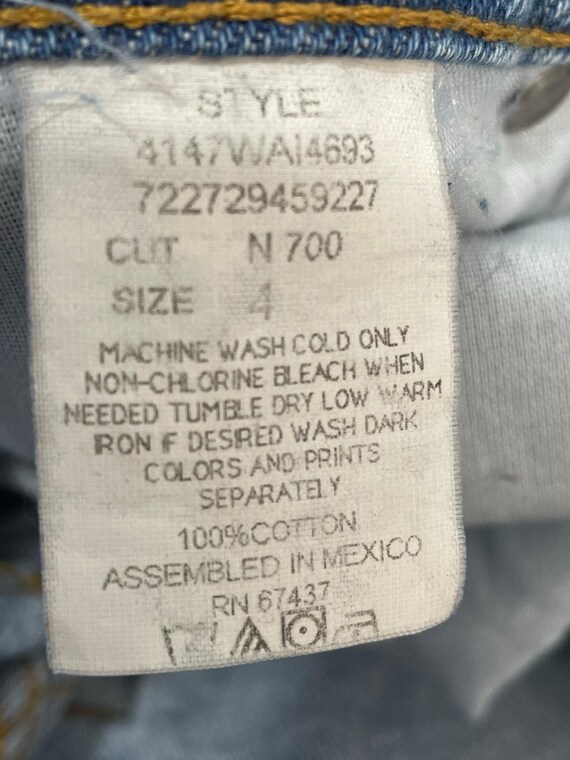 STYLE
4147WAI4693
722729459227
CUT N 700
SIZE 4
MACHINE WASH COLD ONLY
NON-CHLORINE BLEACH WHEN
NEEDED TUMBLE DRY LOW WARM
IRON IF DESIRED WASH DARK
COLORS AND PRINTS
SEPARATELY
100%COTTON
ASSEMBLED IN MEXICO
RN 67437